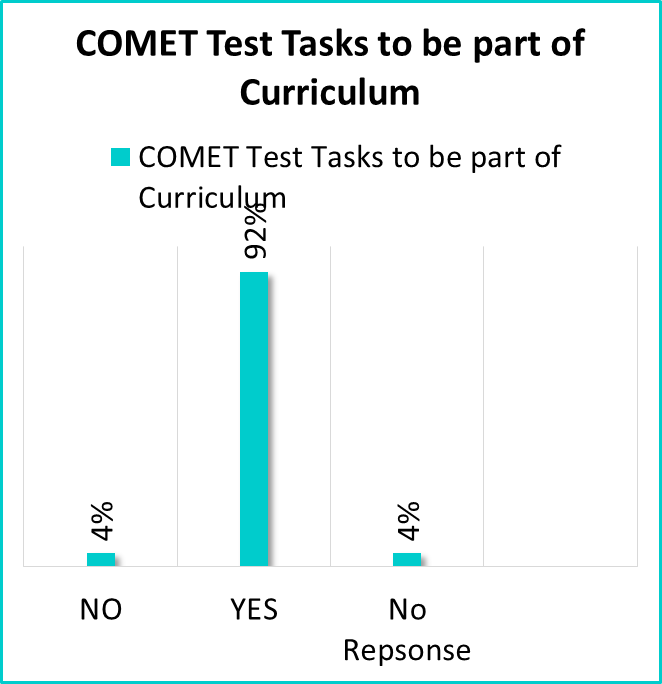 COMET Test Tasks to be part of
Curriculum
COMET Test Tasks to be part of
Curriculum
92%
4%
4%
NO
YES
No
Repsonse